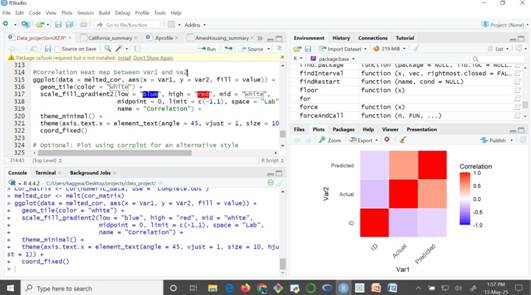 RStudio
File Edit Code View Plots Session Build Debug Profile Tools Help
Go to file/function
Addins
Project: (None)
Data_projectionsXZ.R*
California_summary
Xprofile
AmesHousing_summary
Source on Save
Run
Source
Package caTools required but is not installed. Install Don't Show Again
313
314 #Correlation Heat map between Var1 and Va2
315 ggplot(data = melted_cor, aes(x = Var1, y = Var2, fill = value)) +
316 geom_tile(color = "white") +
317 scale_fill_gradient2(low = "blue", high = "red", mid = "white",
318 midpoint = 0, limit = c(-1,1), space = "Lab"
319 name = "Correlation") +
320 theme_minimal() +
321 theme(axis.text.x = element_text(angle = 45, vjust = 1, size = 10
322 coord_fixed()
323
324 # Optional: Plot using corrplot for an alternative style
325
314:43 (Top Level) R Script
Console Terminal Background Jobs
R 4.4.2 C:/Users/kaggwa/Desktop/projects/class_project/
> cor_matrix <- cor(numeric_data, use = "complete.obs")
> melted_cor <- melt(cor_matrix)
> ggplot(data = melted_cor, aes(x = Var1, y = Var2, fill = value)) +
+ geom_tile(color = "white") +
+ scale_fill_gradient2(low = "blue", high = "red", mid = "white",
+ midpoint = 0, limit = c(-1,1), space = "Lab",
+ name = "Correlation") +
+ theme_minimal() +
+ theme(axis.text.x = element_text(angle = 45, vjust = 1, size = 10, hju
st = 1)) +
+ coord_fixed()
>
Environment History Connections Tutorial
Import Dataset 219 MiB List
R package:base
find.package (package = NULL, lib.loc = NULL…
findInterval (x, vec, rightmost.closed = FAL…
findRestart (name, cond = NULL)
floor (x)
for
force (x)
forceAndCall (n, FUN, ...)
Files Plots Packages Help Viewer Presentation
Zoom Export Publish
Predicted
Actual
ID
Var2
ID
Actual
Predicted
Var1
Correlation
1.0
0.5
0.0
-0.5
-1.0
Type here to search
1:57 PM
13-May-25